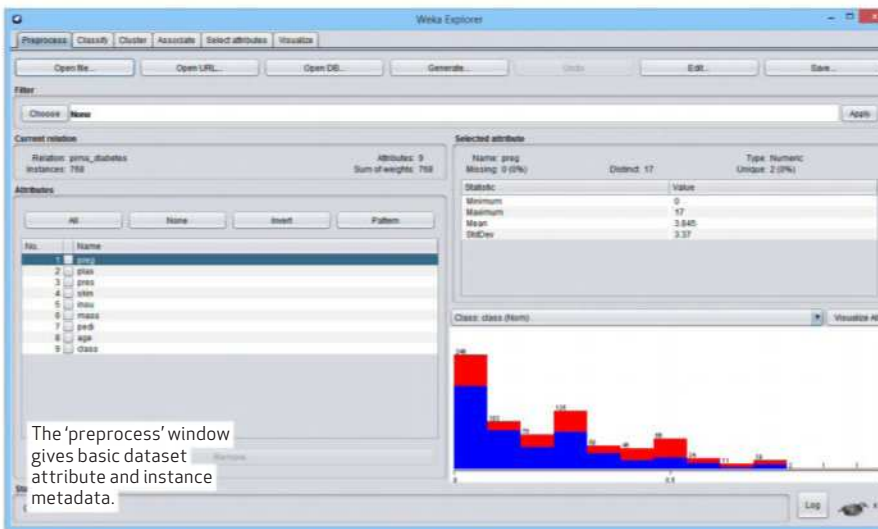 Weka Explorer
Preprocess Classify Cluster Associate Select attributes Visualize
Open file... Open URL... Open DB... Generate... Undo Edit... Save...
Filter
Choose None Apply
Current relation
Relation: pima_diabetes Attributes: 9
Instances: 768 Sum of weights: 768
Selected attribute
Name: preg Type: Numeric
Missing: 0 (0%) Distinct: 17 Unique: 2 (0%)
Statistic Value
Minimum 0
Maximum 17
Mean 3.845
StdDev 3.37
Attributes
All None Invert Pattern
No. Name
1 preg
2 plas
3 pres
4 skin
5 insu
6 mass
7 pedi
8 age
9 class
Remove
Class: class (Nom) Visualize All
The ‘preprocess’ window
gives basic dataset
attribute and instance
metadata.
Log